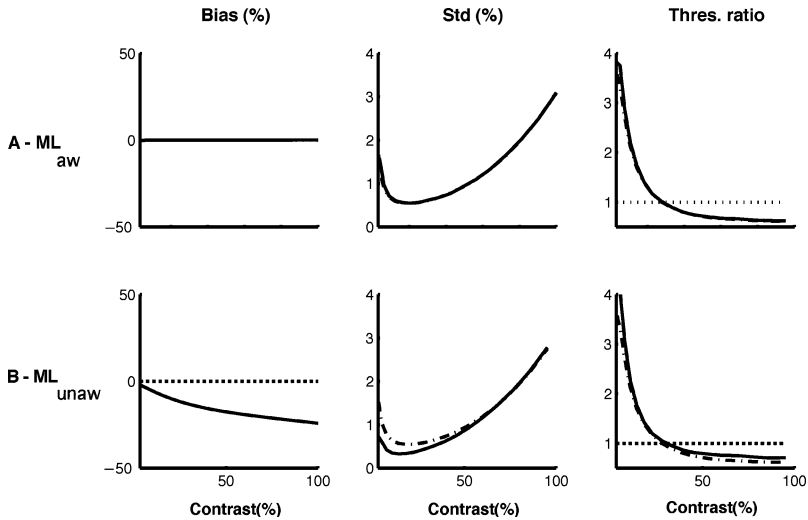 Bias (%) Std (%) Thres. ratio
50 4 4
3 3
A - ML aw 0 2 2
1 1
−50 0
50 4 4
3 3
B - ML unaw 0 2 2
1 1
−50 50 100 0 50 100 50 100
Contrast(%) Contrast(%) Contrast(%)